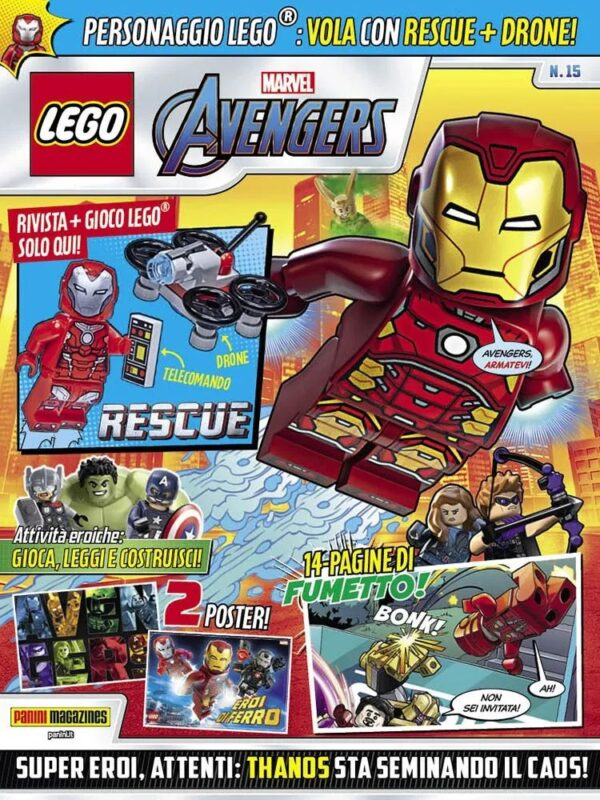 PERSONAGGIO LEGO®: VOLA CON RESCUE + DRONE!
N. 15
LEGO
MARVEL
AVENGERS
RIVISTA + GIOCO LEGO®
SOLO QUI!
DRONE
TELECOMANDO
RESCUE
AVENGERS,
ARMATEVI!
Attività eroiche:
GIOCA, LEGGI E COSTRUISCI!
14 PAGINE DI
FUMETTO!
BONK!
AH!
NON
SEI INVITATA!
2 POSTER!
EROI
DI FERRO
PANINI MAGAZINES
panini.it
SUPER EROI, ATTENTI: THANOS STA SEMINANDO IL CAOS!